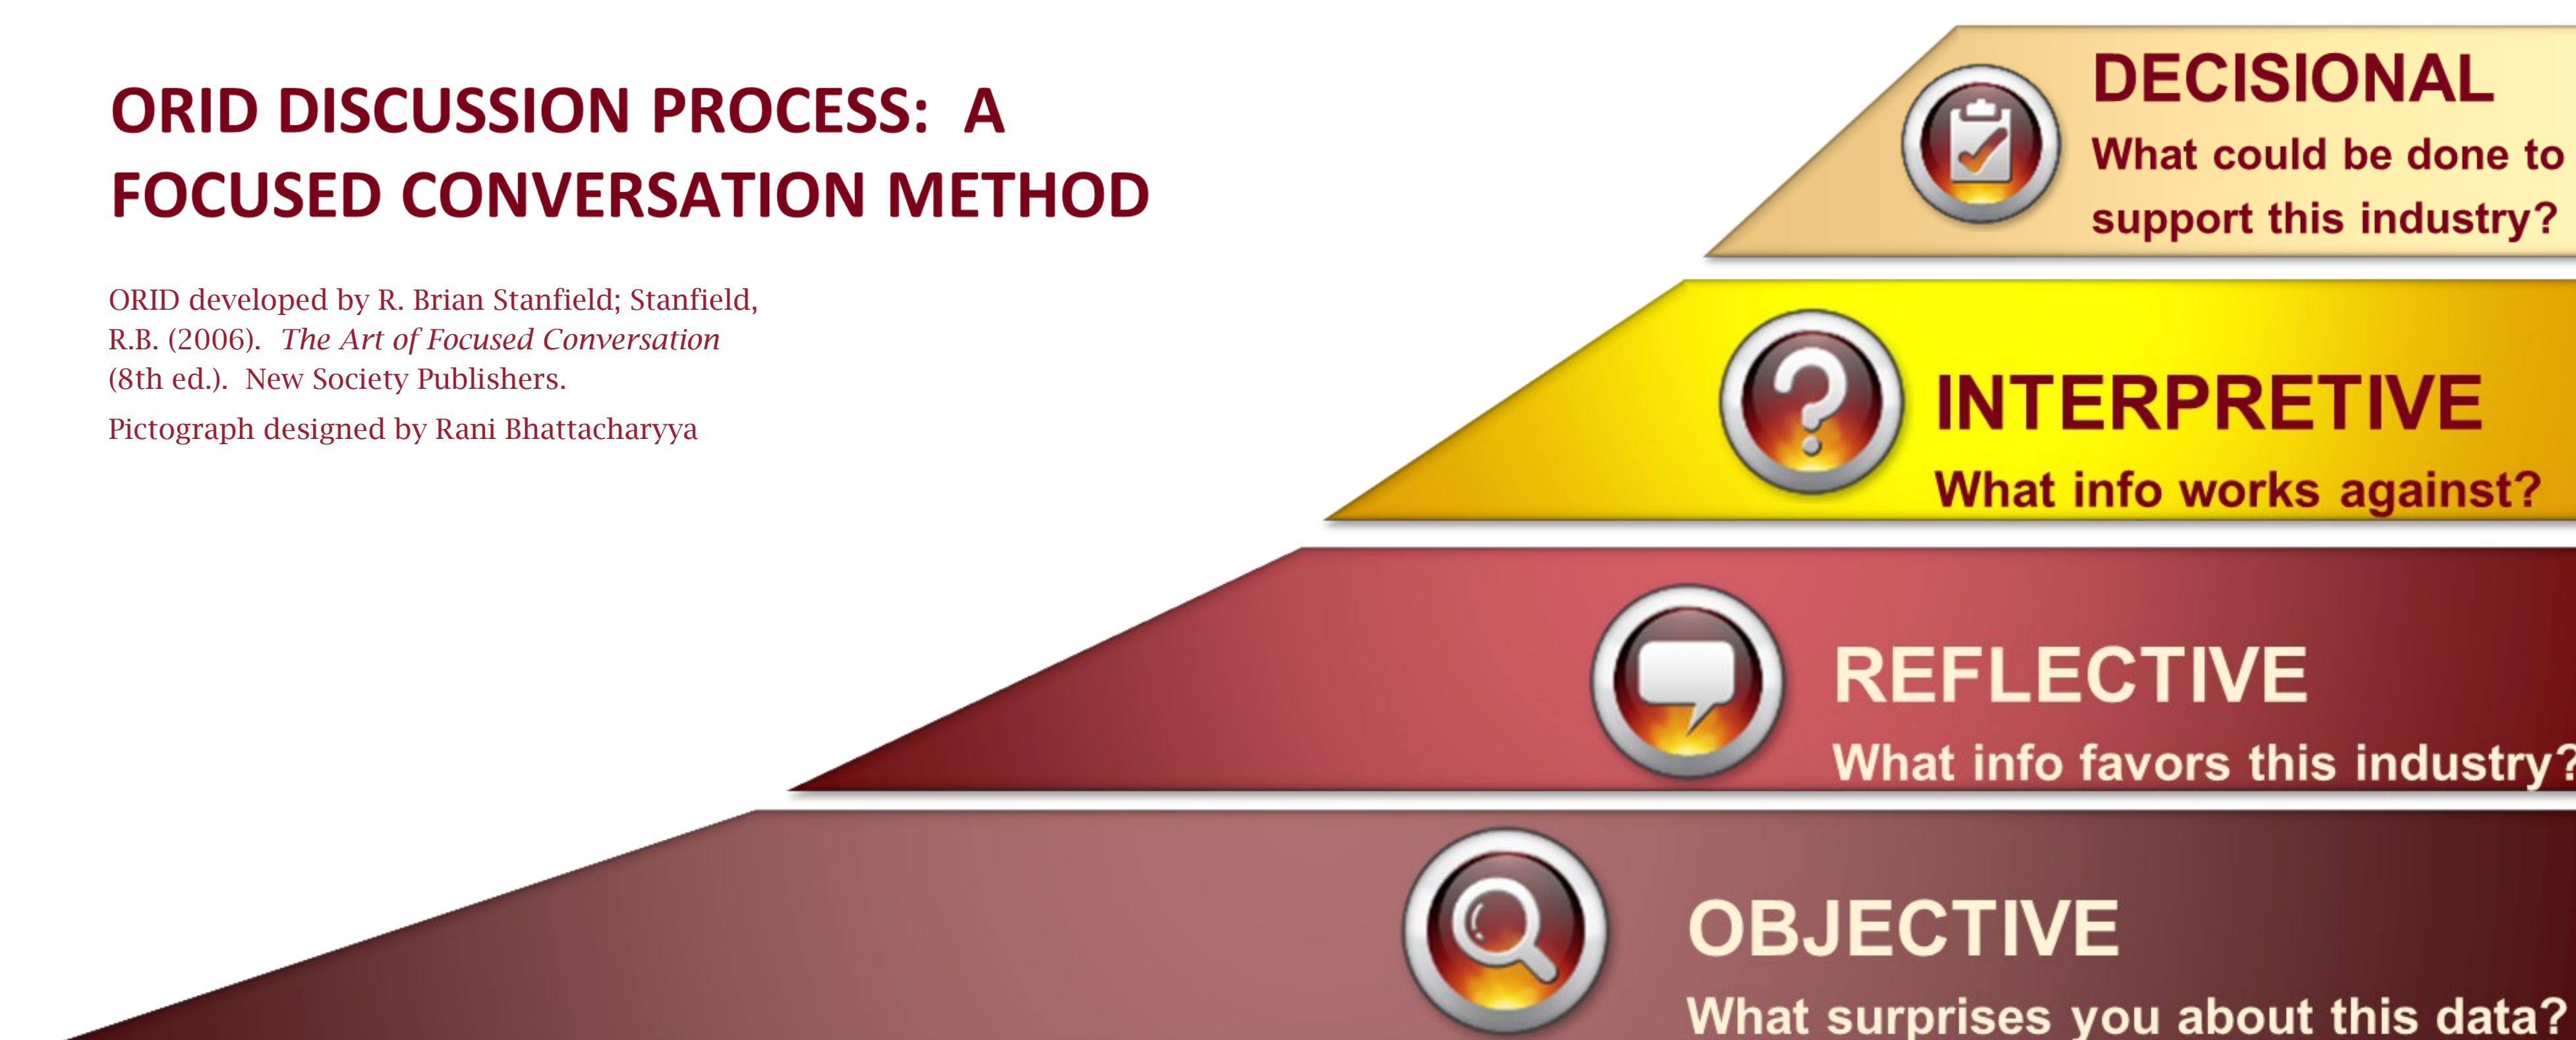 ORID DISCUSSION PROCESS:  A
FOCUSED CONVERSATION METHOD
ORID developed by R. Brian Stanfield; Stanfield,
R.B. (2006).  The Art of Focused Conversation
(8th ed.).  New Society Publishers.
Pictograph designed by Rani Bhattacharyya
DECISIONAL
What could be done to
support this industry?
INTERPRETIVE
What info works against?
REFLECTIVE
What info favors this industry?
OBJECTIVE
What surprises you about this data?